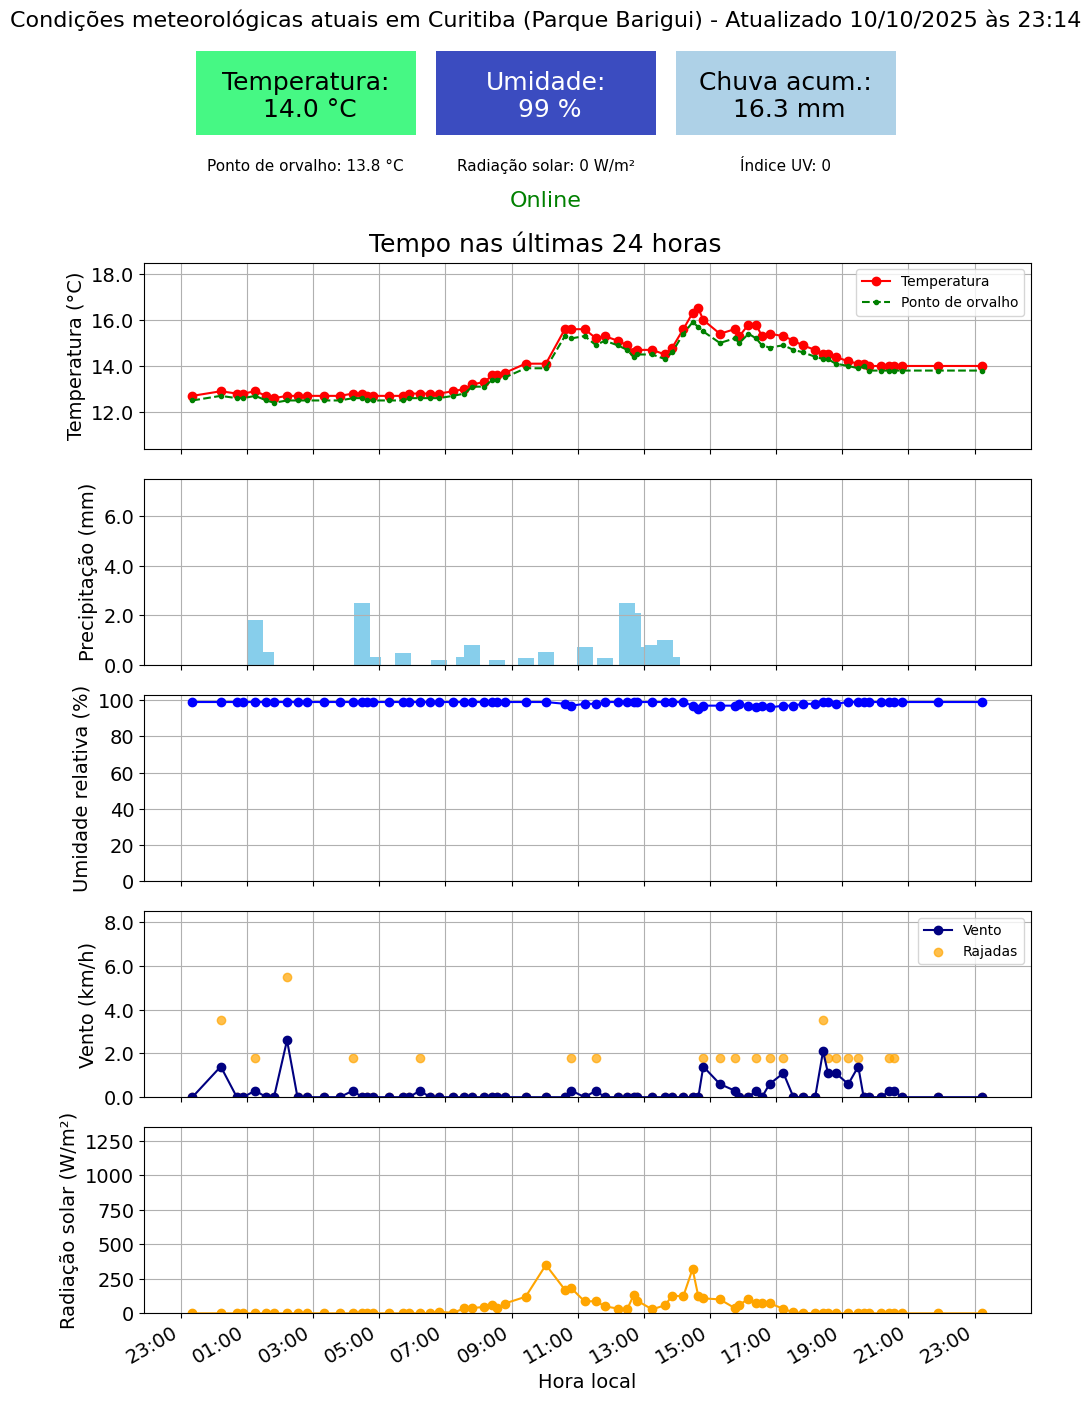 Condições meteorológicas atuais em Curitiba (Parque Barigui) - Atualizado 10/10/2025 às 23:14
Temperatura:
14.0 °C
Umidade:
99 %
Chuva acum.:
16.3 mm
Ponto de orvalho: 13.8 °C
Radiação solar: 0 W/m²
Índice UV: 0
Online
Tempo nas últimas 24 horas
Temperatura (°C)
18.0
16.0
14.0
12.0
Temperatura
Ponto de orvalho
Precipitação (mm)
6.0
4.0
2.0
0.0
Umidade relativa (%)
100
80
60
40
20
0
Vento (km/h)
8.0
6.0
4.0
2.0
0.0
Vento
Rajadas
Radiação solar (W/m²)
1250
1000
750
500
250
0
23:00
01:00
03:00
05:00
07:00
09:00
11:00
13:00
15:00
17:00
19:00
21:00
23:00
Hora local